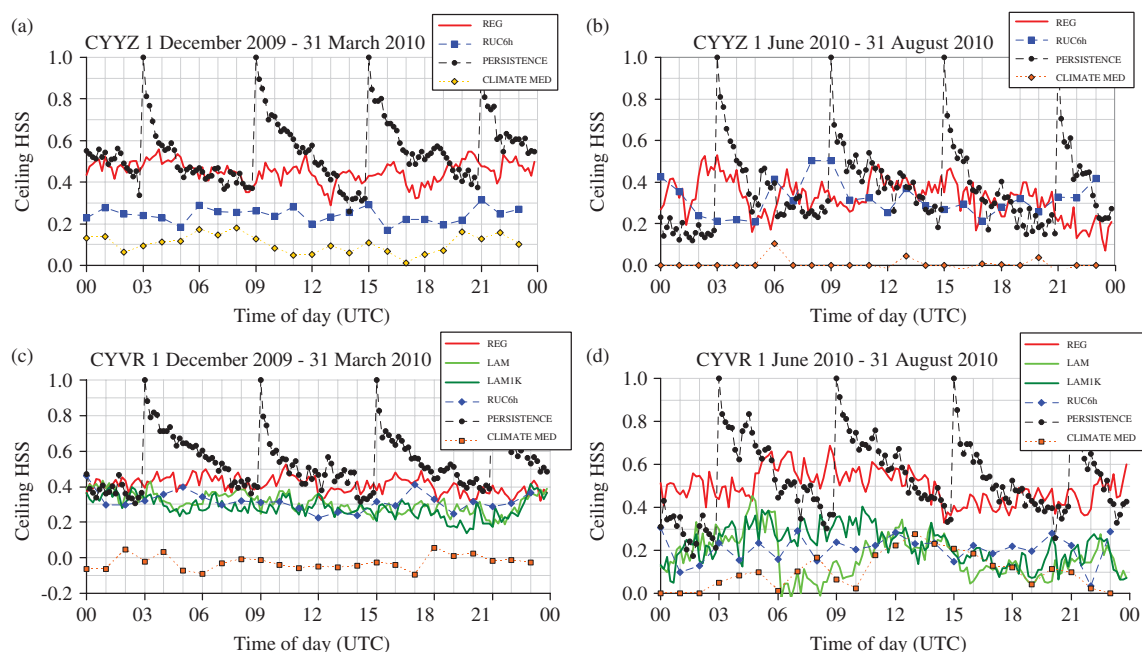 (a)
CYYZ 1 December 2009 - 31 March 2010
REG
RUC6h
PERSISTENCE
CLIMATE MED
Ceiling HSS
1.0
0.8
0.6
0.4
0.2
0.0
00 03 06 09 12 15 18 21 00
Time of day (UTC)
(b)
CYYZ 1 June 2010 - 31 August 2010
REG
RUC6h
PERSISTENCE
CLIMATE MED
Ceiling HSS
1.0
0.8
0.6
0.4
0.2
0.0
00 03 06 09 12 15 18 21 00
Time of day (UTC)
(c)
CYVR 1 December 2009 - 31 March 2010
REG
LAM
LAM1K
RUC6h
PERSISTENCE
CLIMATE MED
Ceiling HSS
1.0
0.8
0.6
0.4
0.2
0.0
-0.2
00 03 06 09 12 15 18 21 00
Time of day (UTC)
(d)
CYVR 1 June 2010 - 31 August 2010
REG
LAM
LAM1K
RUC6h
PERSISTENCE
CLIMATE MED
Ceiling HSS
1.0
0.8
0.6
0.4
0.2
0.0
00 03 06 09 12 15 18 21 00
Time of day (UTC)